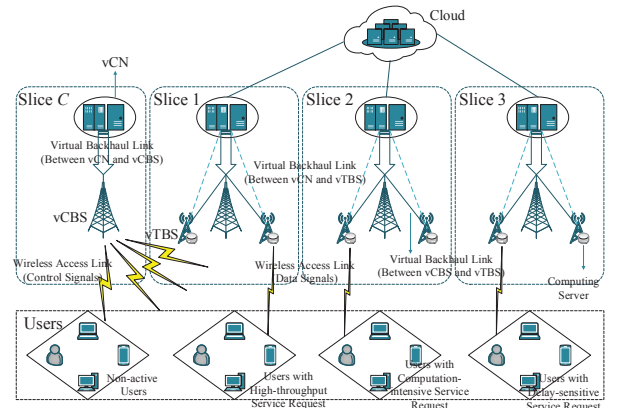 Cloud
vCN
Slice C
Slice 1
Slice 2
Slice 3
Virtual Backhaul Link
(Between vCN and vCBS)
Virtual Backhaul Link
(Between vCN and vTBS)
vCBS
vTBS
Wireless Access Link
(Control Signals)
Wireless Access Link
(Data Signals)
Virtual Backhaul Link
(Between vCBS and vTBS)
Computing
Server
Users
Non-active
Users
Users with
High-throughput
Service Request
Users with
Computation-
intensive Service
Request
Users with
Delay-sensitive
Service Request